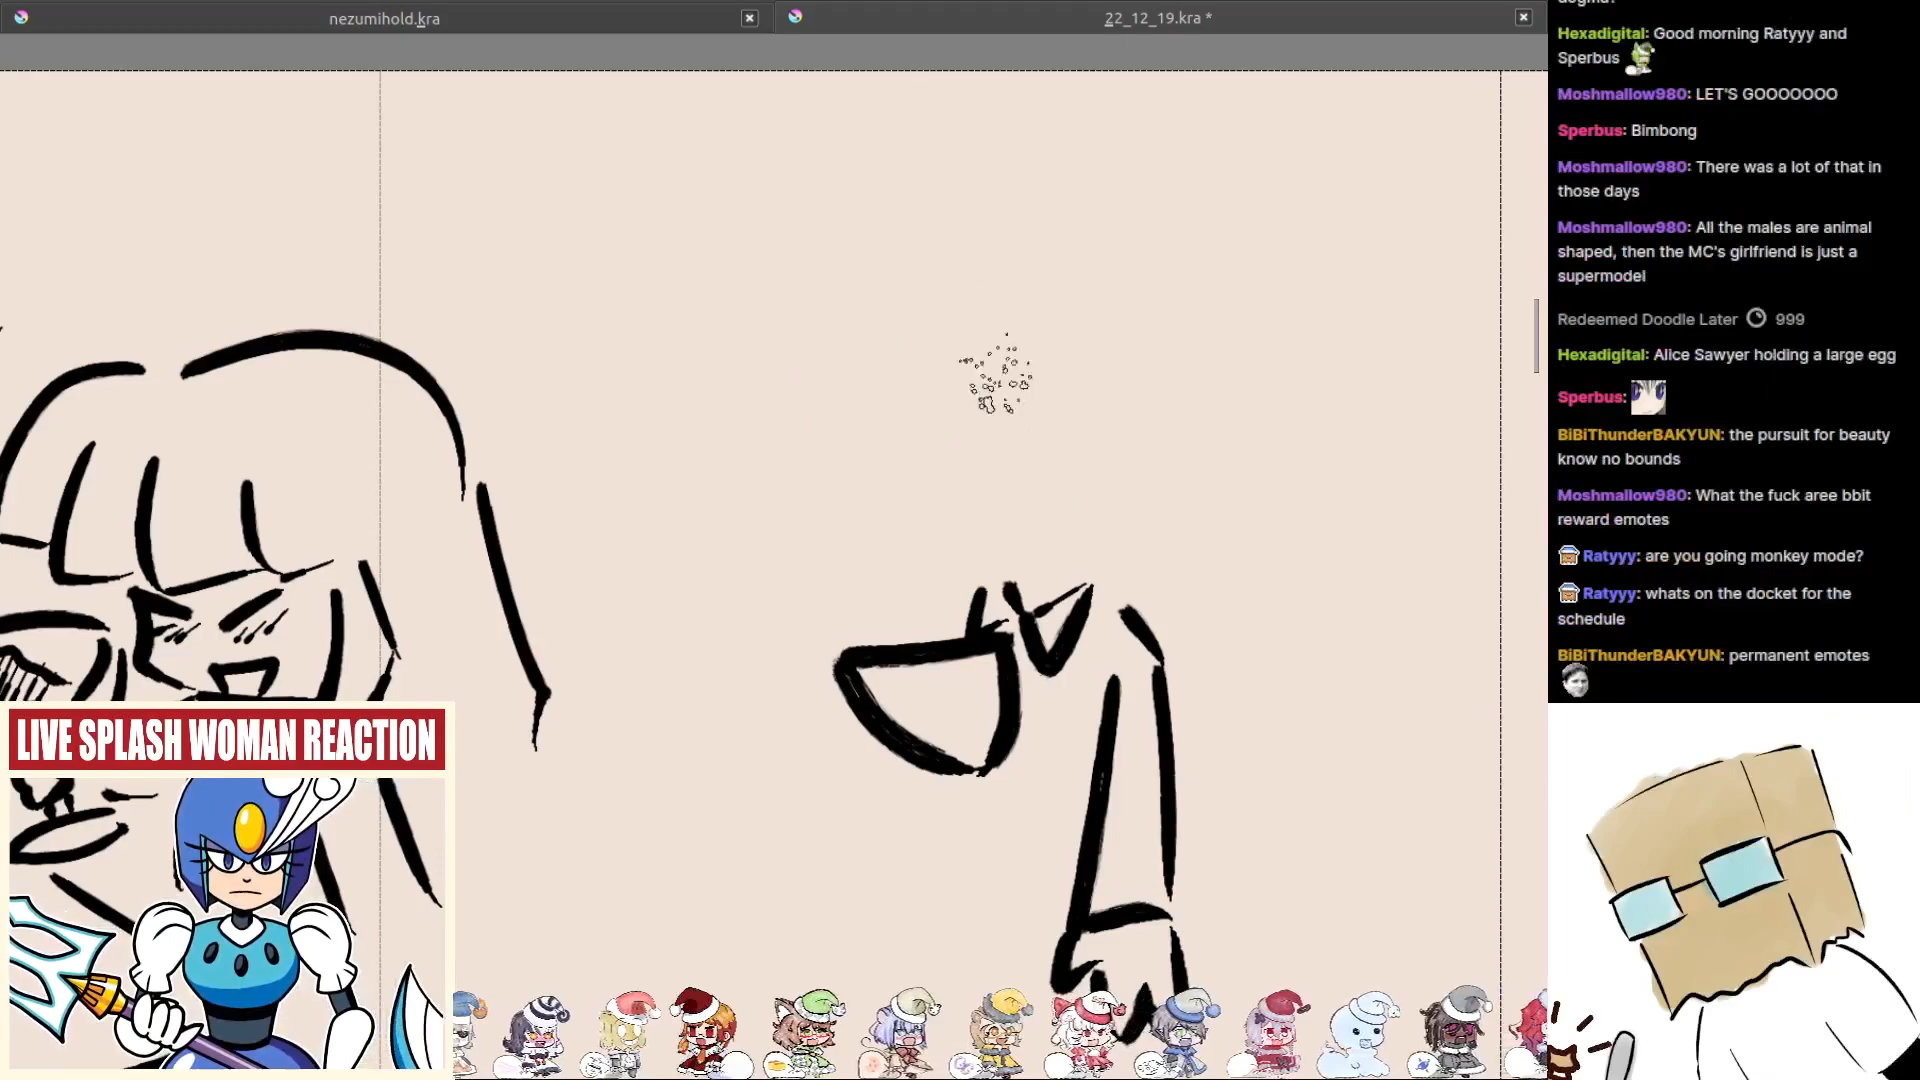 nezumihold.kra
22_12_19.kra *
Hexadigital: Good morning Ratyyy and
Sperbus
Moshmallow980: LET'S GOOOOOOO
Sperbus: Bimbong
Moshmallow980: There was a lot of that in
those days
Moshmallow980: All the males are animal
shaped, then the MC's girlfriend is just a
supermodel
Redeemed Doodle Later 999
Hexadigital: Alice Sawyer holding a large egg
Sperbus:
BiBiThunderBAKYUN: the pursuit for beauty
know no bounds
Moshmallow980: What the fuck aree bbit
reward emotes
Ratyyy: are you going monkey mode?
Ratyyy: whats on the docket for the
schedule
BiBiThunderBAKYUN: permanent emotes
LIVE SPLASH WOMAN REACTION